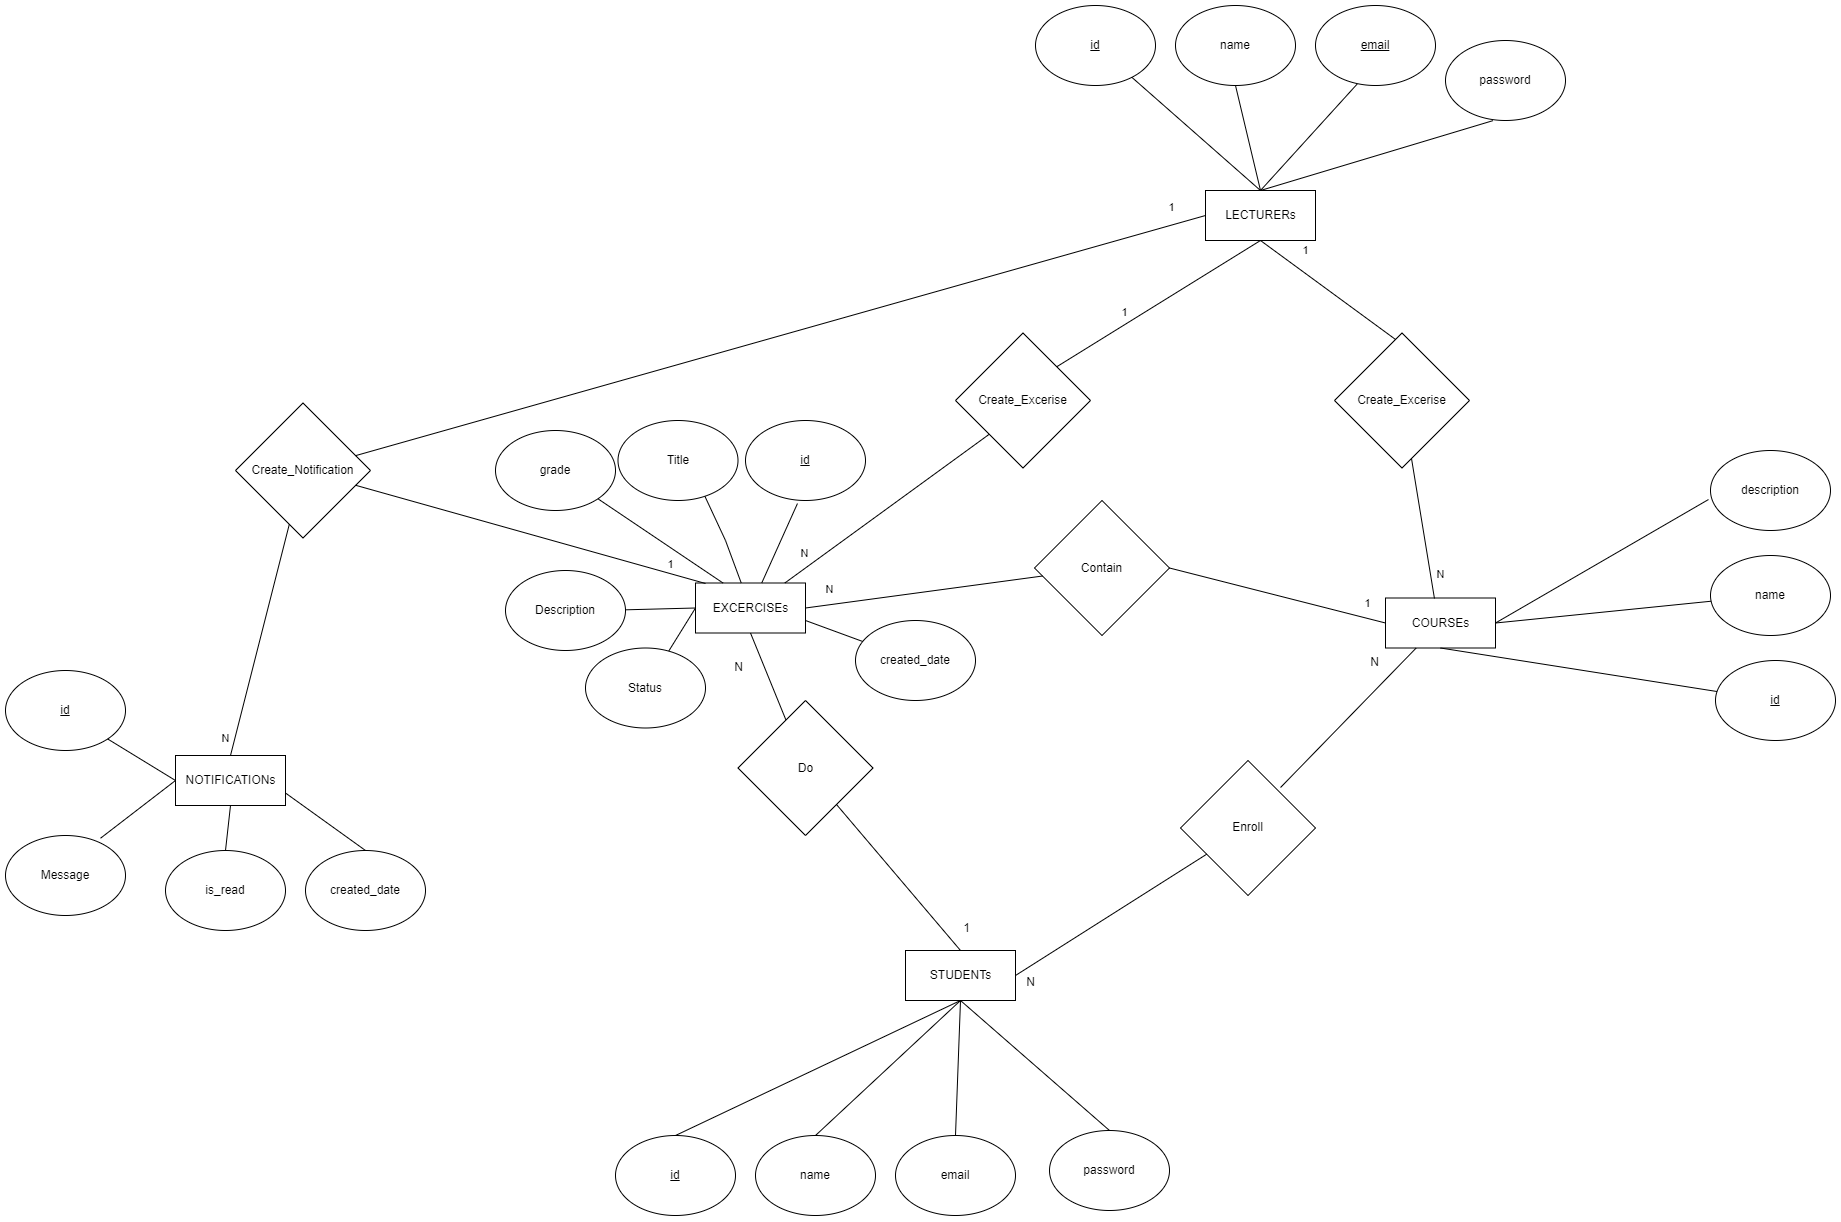 id
name
email
password
LECTURERs
1
1
1
Create_Excerise
Create_Excerise
Create_Notification
grade
Title
id
description
N
1
N
Contain
N
1
name
Description
EXCERCISEs
COURSEs
created_date
N
N
Status
id
id
N
Do
NOTIFICATIONs
Enroll
Message
is_read
created_date
1
STUDENTs
N
id
name
email
password